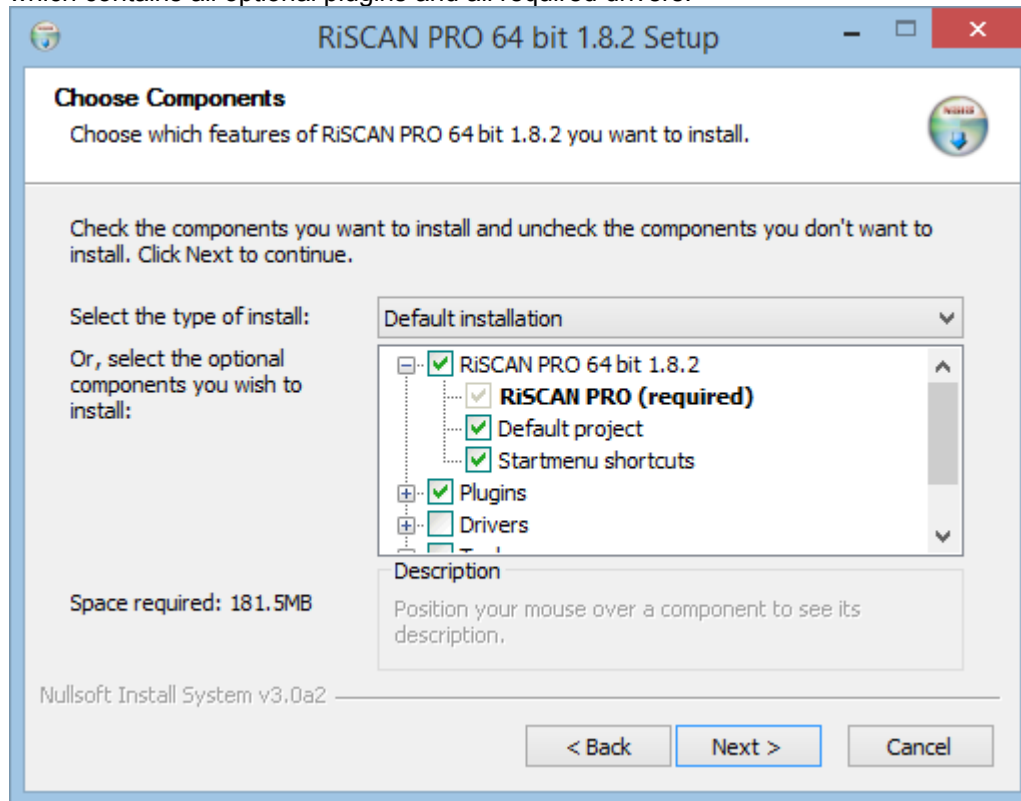 RiSCAN PRO 64 bit 1.8.2 Setup
Choose Components
Choose which features of RiSCAN PRO 64 bit 1.8.2 you want to install.
Check the components you want to install and uncheck the components you don't want to
install. Click Next to continue.
Select the type of install:
Default installation
Or, select the optional
components you wish to
install:
RiSCAN PRO 64 bit 1.8.2
RiSCAN PRO (required)
Default project
Startmenu shortcuts
Plugins
Drivers
Space required: 181.5MB
Description
Position your mouse over a component to see its
description.
Nullsoft Install System v3.0a2
< Back
Next >
Cancel